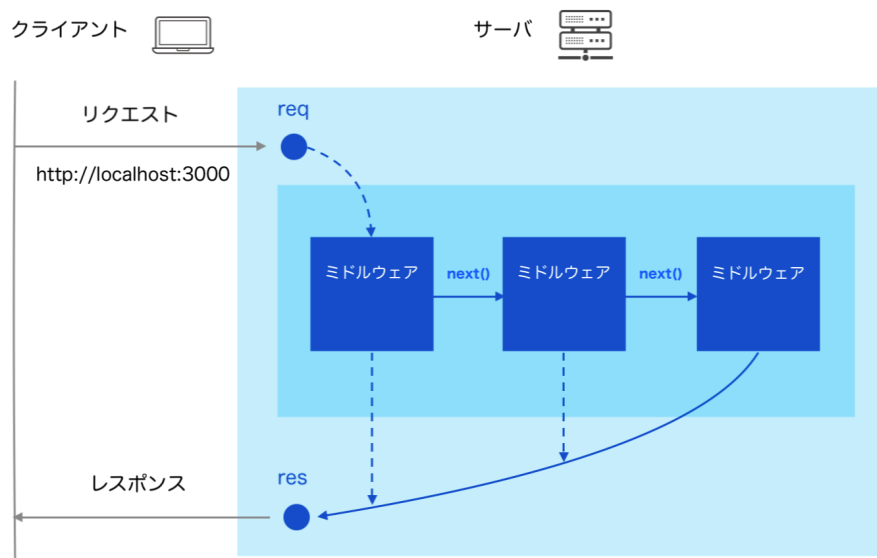 クライアント
サーバ
リクエスト
req
http://localhost:3000
ミドルウェア
next()
ミドルウェア
next()
ミドルウェア
レスポンス
res